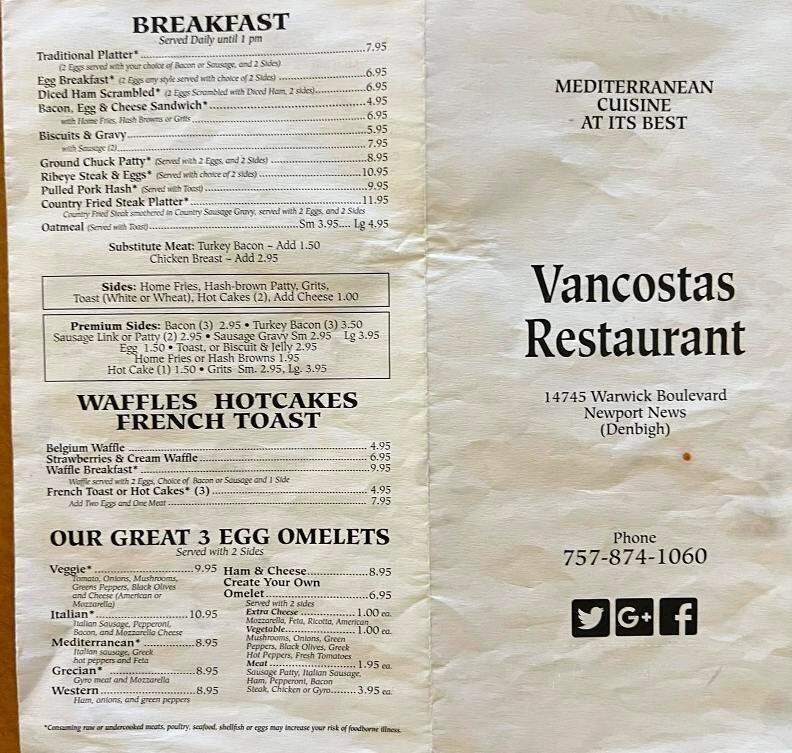 BREAKFAST
Served Daily until 1 pm
Traditional Platter* 7.95
(2 Eggs served with your choice of Bacon or Sausage, and 2 Sides)
Egg Breakfast* (2 Eggs any style served with choice of 2 Sides) 6.95
Diced Ham Scrambled* (2 Eggs Scrambled with Diced Ham, 2 sides) 6.95
Bacon, Egg & Cheese Sandwich* 4.95
with Home Fries, Hash Browns or Grits 6.95
Biscuits & Gravy 5.95
with Sausage (2) 7.95
Ground Chuck Patty* (Served with 2 Eggs, and 2 Sides) 8.95
Ribeye Steak & Eggs* (Served with choice of 2 sides) 10.95
Pulled Pork Hash* (Served with Toast) 9.95
Country Fried Steak Platter* 11.95
Country Fried Steak smothered in Country Sausage Gravy, served with 2 Eggs, and 2 Sides
Oatmeal (Served with Toast) Sm 3.95.... Lg 4.95
Substitute Meat: Turkey Bacon – Add 1.50
Chicken Breast – Add 2.95
Sides: Home Fries, Hash-brown Patty, Grits,
Toast (White or Wheat), Hot Cakes (2), Add Cheese 1.00
Premium Sides: Bacon (3) 2.95 • Turkey Bacon (3) 3.50
Sausage Link or Patty (2) 2.95 • Sausage Gravy Sm 2.95 Lg 3.95
Egg 1.50 • Toast, or Biscuit & Jelly 2.95
Home Fries or Hash Browns 1.95
Hot Cake (1) 1.50 • Grits Sm. 2.95, Lg. 3.95
WAFFLES HOTCAKES
FRENCH TOAST
Belgium Waffle 4.95
Strawberries & Cream Waffle 6.95
Waffle Breakfast* 9.95
Waffle served with 2 Eggs, Choice of Bacon or Sausage and 1 Side
French Toast or Hot Cakes* (3) 4.95
Add Two Eggs and One Meat 7.95
OUR GREAT 3 EGG OMELETS
Served with 2 Sides
Veggie* 9.95
Tomato, Onions, Mushrooms,
Greens Peppers, Black Olives
and Cheese (American or
Mozzarella)
Italian* 10.95
Italian Sausage, Pepperoni,
Bacon, and Mozzarella Cheese
Mediterranean* 8.95
Italian sausage, Greek
hot peppers and Feta
Grecian* 8.95
Gyro meat and Mozzarella
Western 8.95
Ham, onions, and green peppers
Ham & Cheese 8.95
Create Your Own
Omelet 6.95
Served with 2 sides
Extra Cheese 1.00 ea.
Mozzarella, Feta, Ricotta, American
Vegetable 1.00 ea.
Mushrooms, Onions, Green
Peppers, Black Olives, Greek
Hot Peppers, Fresh Tomatoes
Meat 1.95 ea.
Sausage Patty, Italian Sausage,
Ham, Pepperoni, Bacon
Steak, Chicken or Gyro 3.95 ea.
*Consuming raw or undercooked meats, poultry, seafood, shellfish or eggs may increase your risk of foodborne illness.
MEDITERRANEAN
CUISINE
AT ITS BEST
Vancostas
Restaurant
14745 Warwick Boulevard
Newport News
(Denbigh)
Phone
757-874-1060
G+ f